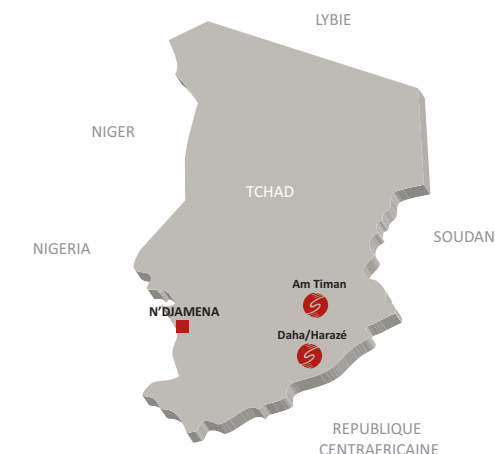 LYBIE
NIGER
TCHAD
NIGERIA
SOUDAN
Am Timan
N'DJAMENA
Daha/Harazé
REPUBLIQUE
CENTRAFRICAINE